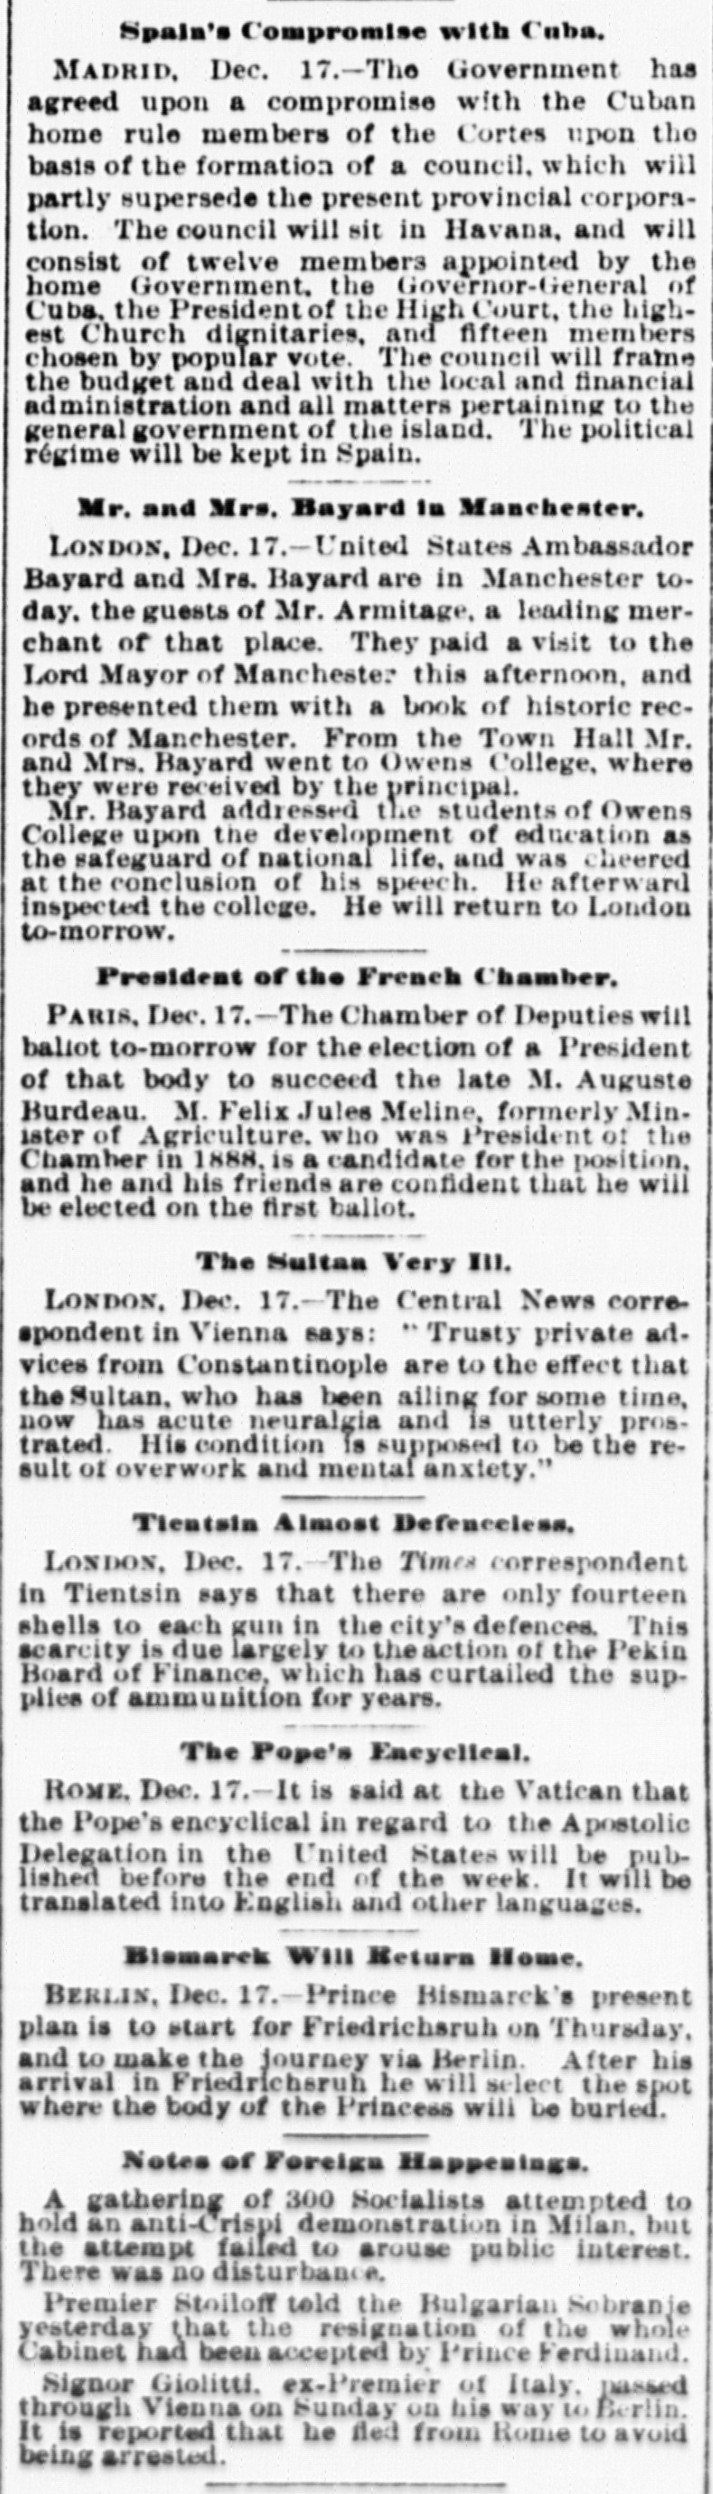 Spain's Compromise with Cuba.
MADRID, Dec. 17.—The Government has
agreed upon a compromise with the Cuban
home rule members of the Cortes upon the
basis of the formation of a council, which will
partly supersede the present provincial corpora-
tion. The council will sit in Havana, and will
consist of twelve members appointed by the
home Government, the Governor-General of
Cuba, the President of the High Court, the high-
est Church dignitaries, and fifteen members
chosen by popular vote. The council will frame
the budget and deal with the local and financial
administration and all matters pertaining to the
general government of the island. The political
régime will be kept in Spain.
Mr. and Mrs. Bayard in Manchester.
LONDON, Dec. 17.—United States Ambassador
Bayard and Mrs. Bayard are in Manchester to-
day, the guests of Mr. Armitage, a leading mer-
chant of that place. They paid a visit to the
Lord Mayor of Manchester this afternoon, and
he presented them with a book of historic rec-
ords of Manchester. From the Town Hall Mr.
and Mrs. Bayard went to Owens College, where
they were received by the principal.
Mr. Bayard addressed the students of Owens
College upon the development of education as
the safeguard of national life, and was cheered
at the conclusion of his speech. He afterward
inspected the college. He will return to London
to-morrow.
President of the French Chamber.
PARIS, Dec. 17.—The Chamber of Deputies will
ballot to-morrow for the election of a President
of that body to succeed the late M. Auguste
Burdeau. M. Felix Jules Meline, formerly Min-
ister of Agriculture, who was President of the
Chamber in 1888, is a candidate for the position,
and he and his friends are confident that he will
be elected on the first ballot.
The Sultan Very Ill.
LONDON, Dec. 17.—The Central News corre-
spondent in Vienna says: "Trusty private ad-
vices from Constantinople are to the effect that
the Sultan, who has been ailing for some time,
now has acute neuralgia and is utterly pros-
trated. His condition is supposed to be the re-
sult of overwork and mental anxiety."
Tientsin Almost Defenceless.
LONDON, Dec. 17.—The Times correspondent
in Tientsin says that there are only fourteen
shells to each gun in the city's defences. This
scarcity is due largely to the action of the Pekin
Board of Finance, which has curtailed the sup-
plies of ammunition for years.
The Pope's Encyclical.
ROME, Dec. 17.—It is said at the Vatican that
the Pope's encyclical in regard to the Apostolic
Delegation in the United States will be pub-
lished before the end of the week. It will be
translated into English and other languages.
Bismarck Will Return Home.
BERLIN, Dec. 17.—Prince Bismarck's present
plan is to start for Friedrichsruh on Thursday,
and to make the journey via Berlin. After his
arrival in Friedrichsruh he will select the spot
where the body of the Princess will be buried.
Notes of Foreign Happenings.
A gathering of 300 Socialists attempted to
hold an anti-Crispi demonstration in Milan, but
the attempt failed to arouse public interest.
There was no disturbance.
Premier Stoiloff told the Bulgarian Sobranje
yesterday that the resignation of the whole
Cabinet had been accepted by Prince Ferdinand.
Signor Giolitti, ex-Premier of Italy, passed
through Vienna on Sunday on his way to Berlin.
It is reported that he fled from Rome to avoid
being arrested.